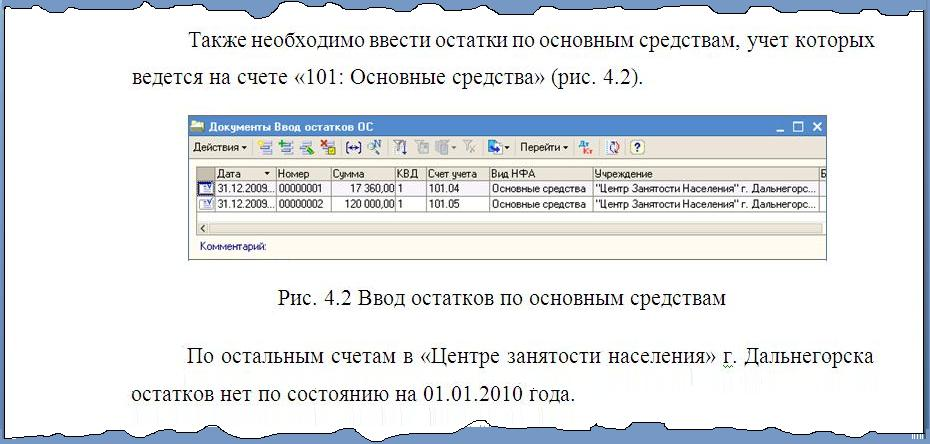 Также необходимо ввести остатки по основным средствам, учет которых
ведется на счете «101: Основные средства» (рис. 4.2).
Документы Ввод остатков ОС
Действия Перейти
Дата Номер Сумма КВД Счет учета Вид НФА Учреждение Б
31.12.2009... 00000001 17 360,00 1 101.04 Основные средства "Центр Занятости Населения" г. Дальнегорс...
31.12.2009... 00000002 120 000,00 1 101.05 Основные средства "Центр Занятости Населения" г. Дальнегорс...
Комментарий:
Рис. 4.2 Ввод остатков по основным средствам
По остальным счетам в «Центре занятости населения» г. Дальнегорска
остатков нет по состоянию на 01.01.2010 года.